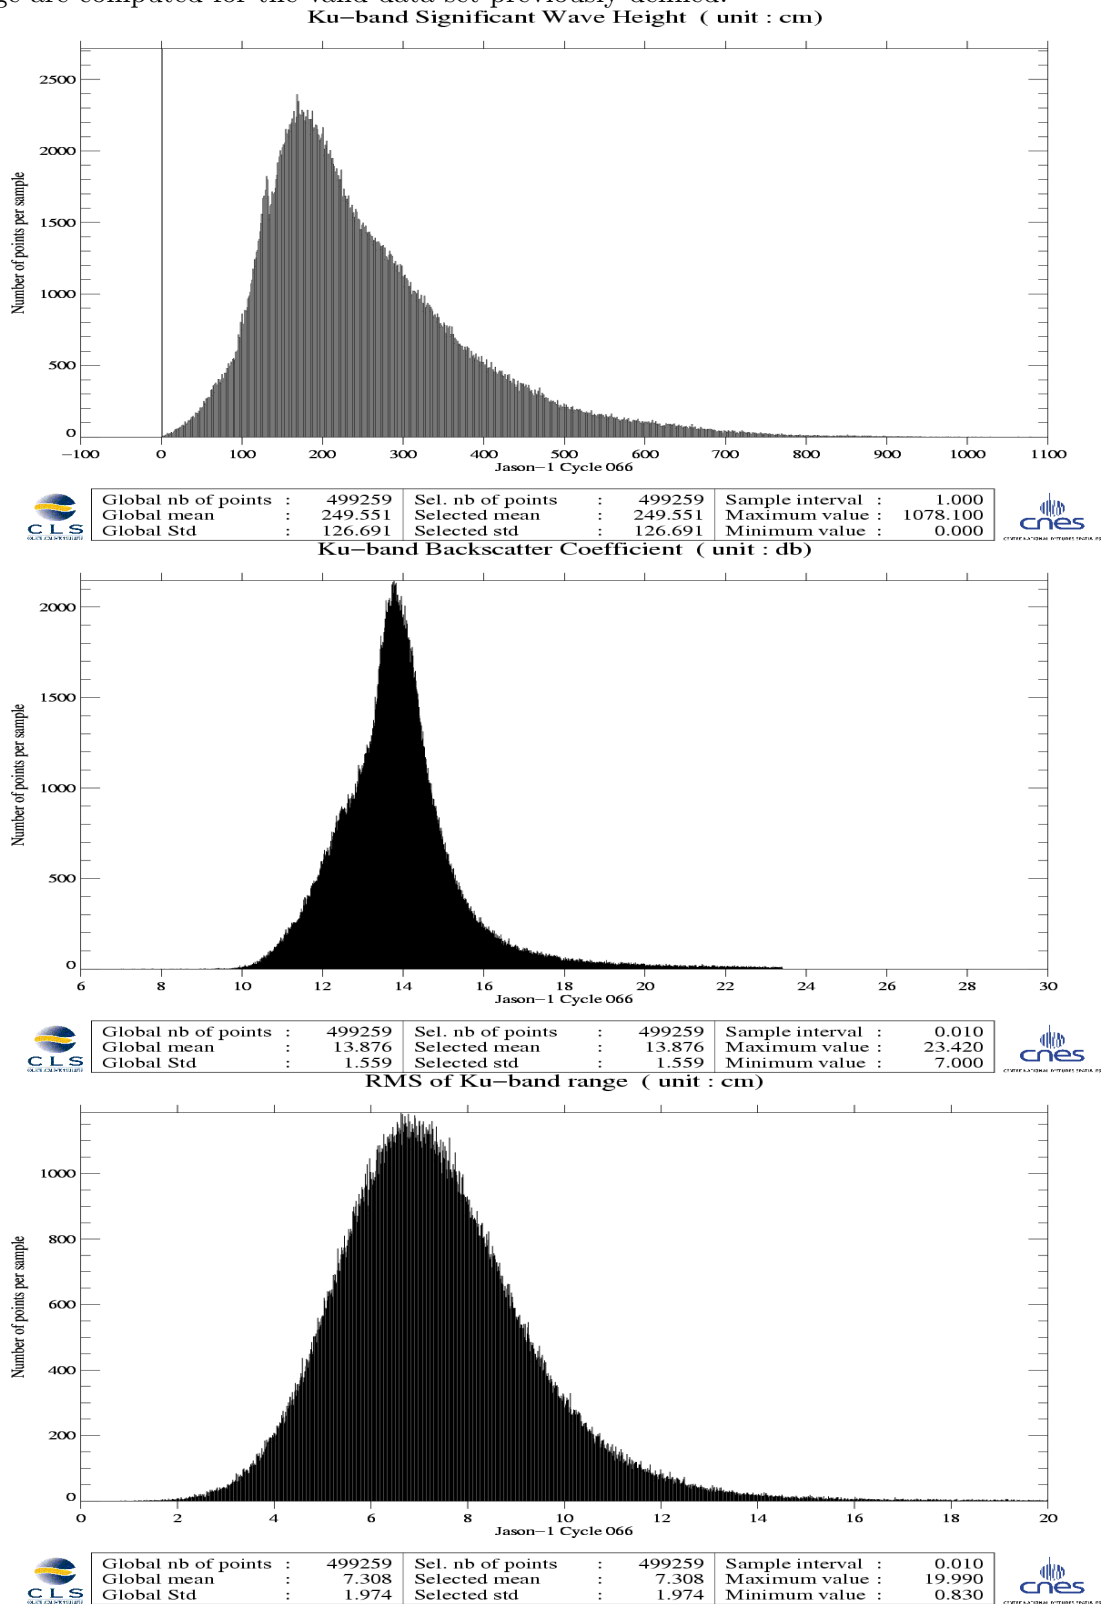 ge are computed for the valid data set previously defined.
Ku-band Significant Wave Height ( unit : cm)
Number of points per sample
2500
2000
1500
1000
500
0
-100 0 100 200 300 400 500 600 700 800 900 1000 1100
Jason-1 Cycle 066
CLS
Global nb of points : 499259 Sel. nb of points : 499259 Sample interval : 1.000
Global mean : 249.551 Selected mean : 249.551 Maximum value : 1078.100
Global Std : 126.691 Selected std : 126.691 Minimum value : 0.000
cnes
Ku-band Backscatter Coefficient ( unit : db)
Number of points per sample
2000
1500
1000
500
0
6 8 10 12 14 16 18 20 22 24 26 28 30
Jason-1 Cycle 066
CLS
Global nb of points : 499259 Sel. nb of points : 499259 Sample interval : 0.010
Global mean : 13.876 Selected mean : 13.876 Maximum value : 23.420
Global Std : 1.559 Selected std : 1.559 Minimum value : 7.000
cnes
RMS of Ku-band range ( unit : cm)
Number of points per sample
1000
800
600
400
200
0
0 2 4 6 8 10 12 14 16 18 20
Jason-1 Cycle 066
CLS
Global nb of points : 499259 Sel. nb of points : 499259 Sample interval : 0.010
Global mean : 7.308 Selected mean : 7.308 Maximum value : 19.990
Global Std : 1.974 Selected std : 1.974 Minimum value : 0.830
cnes